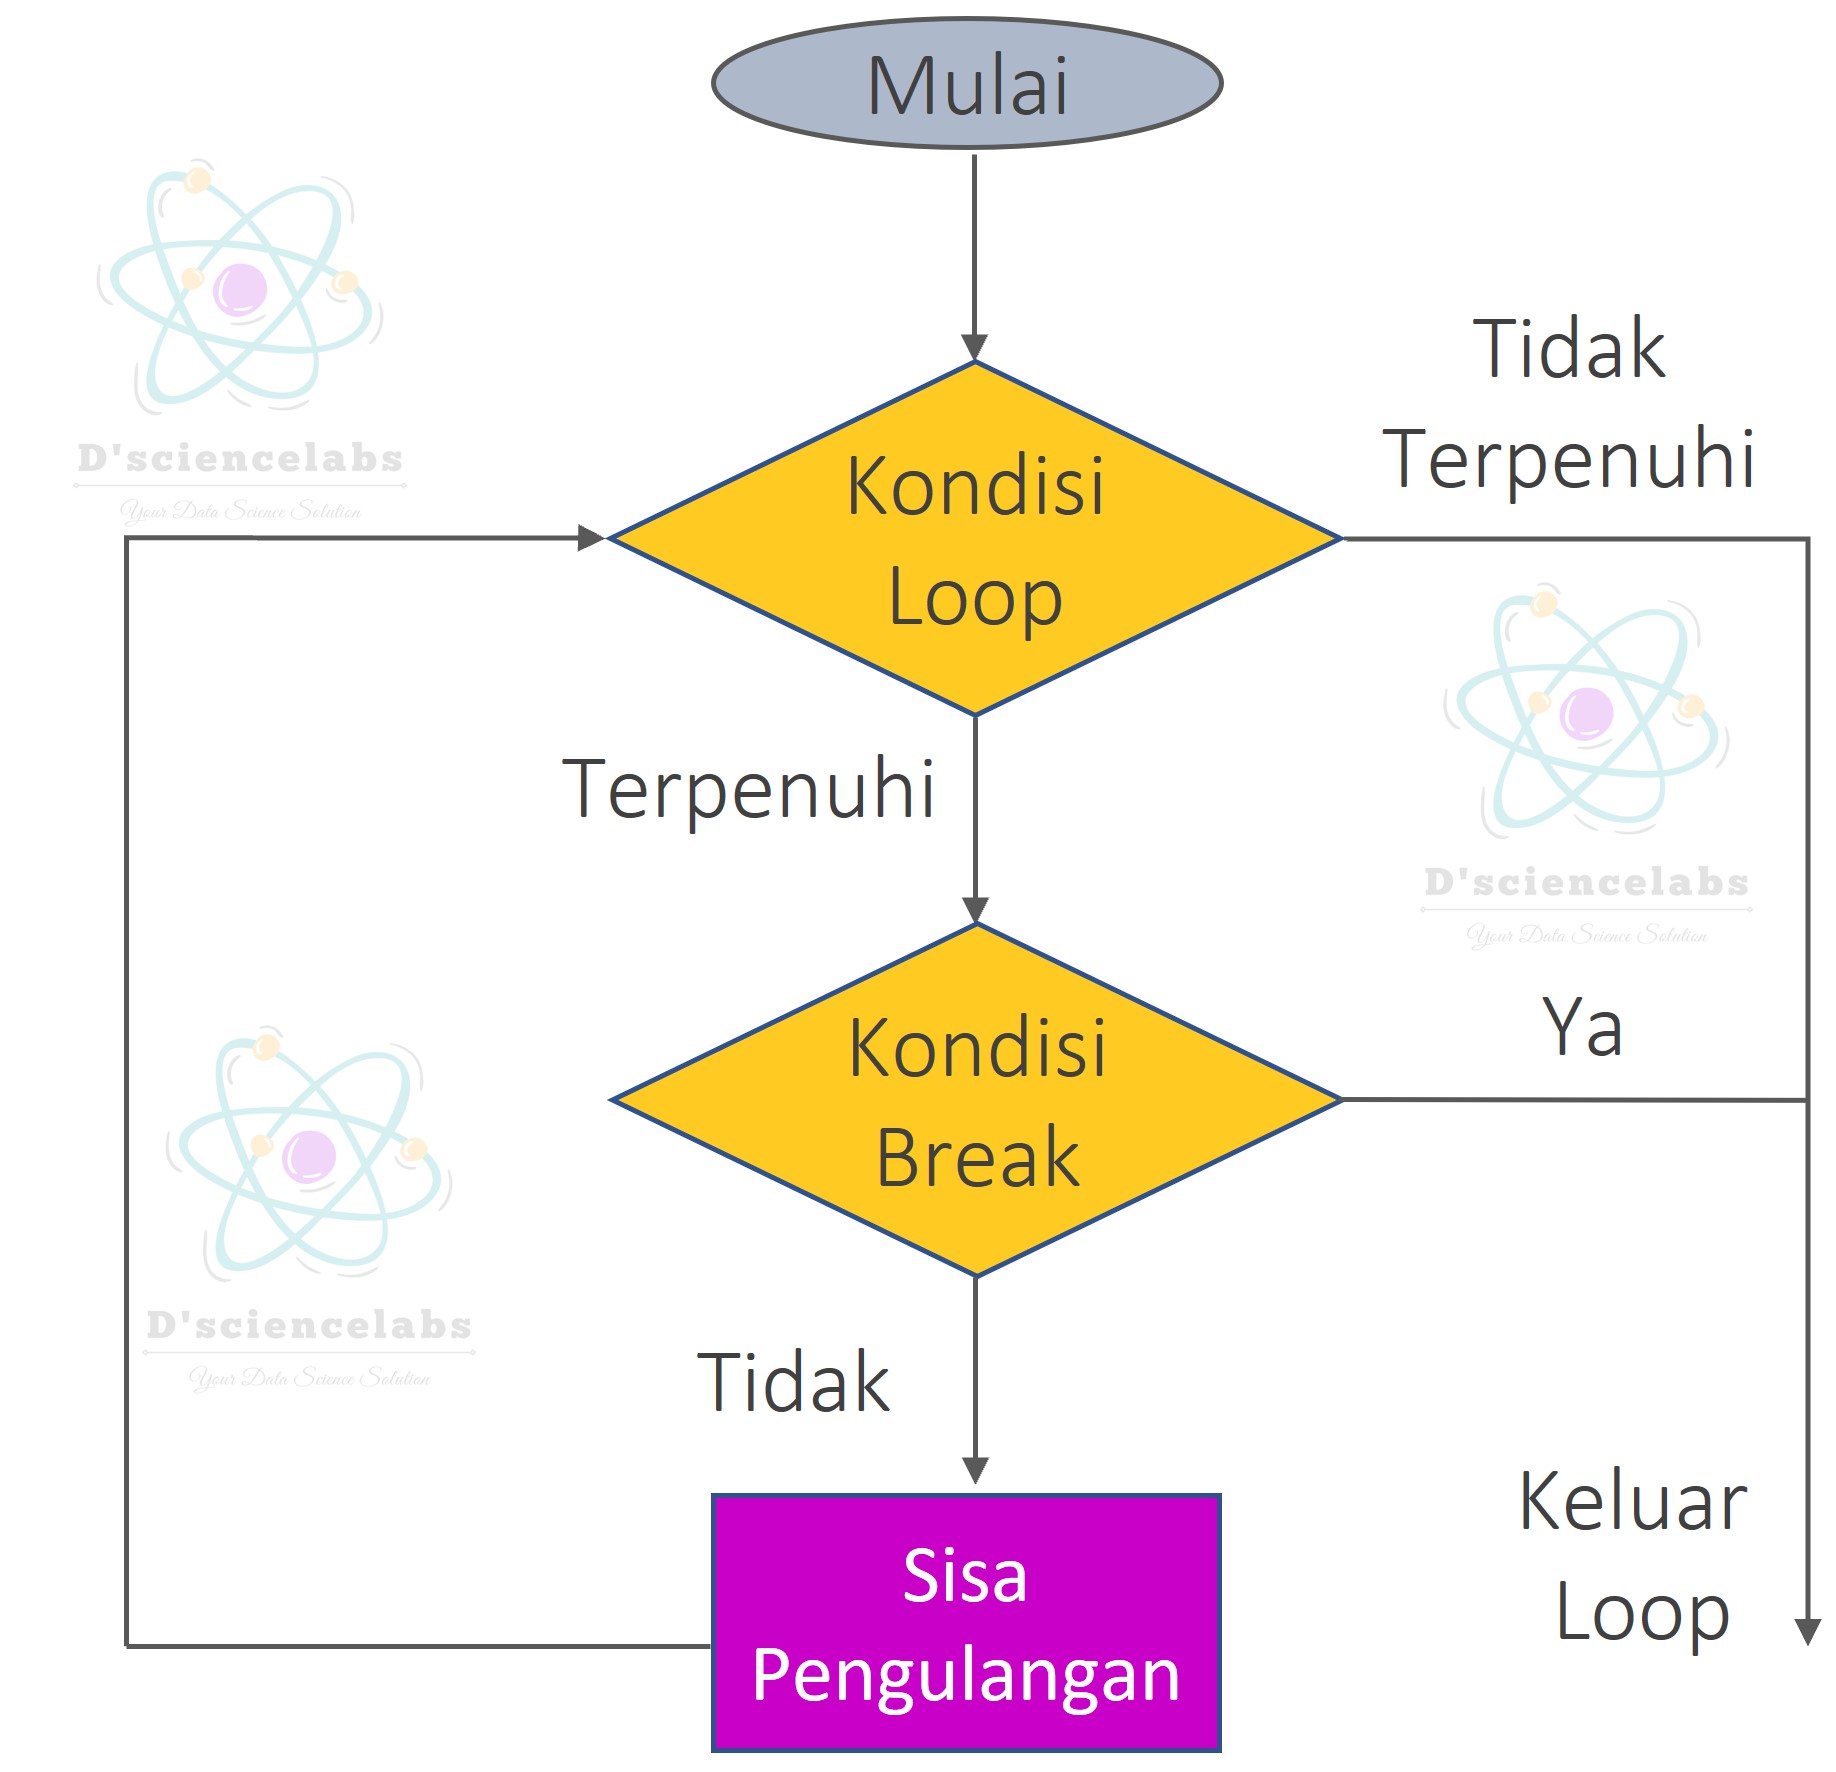 Mulai
Tidak
Terpenuhi
D'sciencelabs
Your Data Science Solution
Kondisi
Loop
Terpenuhi
D'sciencelabs
Your Data Science Solution
Kondisi
Break
Ya
D'sciencelabs
Your Data Science Solution
Tidak
Keluar
Loop
Sisa
Pengulangan